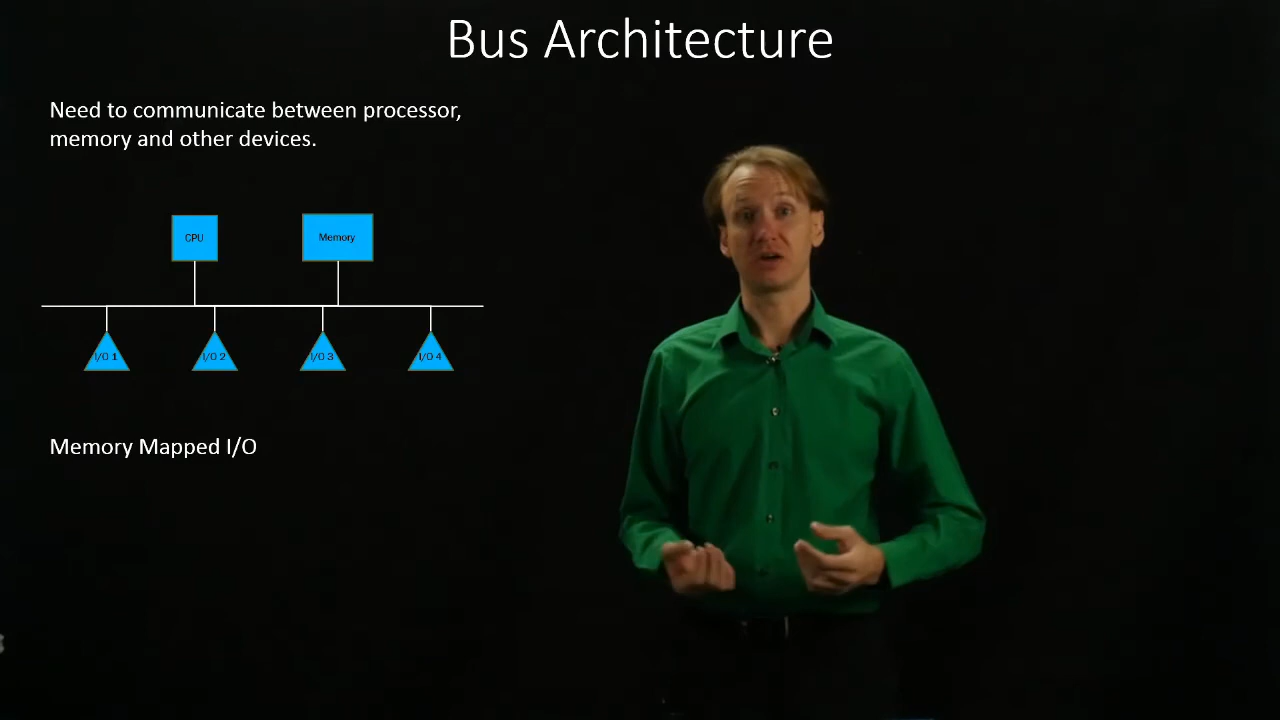 Bus Architecture
Need to communicate between processor,
memory and other devices.
CPU
Memory
I/O 1
I/O 2
I/O 3
I/O 4
Memory Mapped I/O